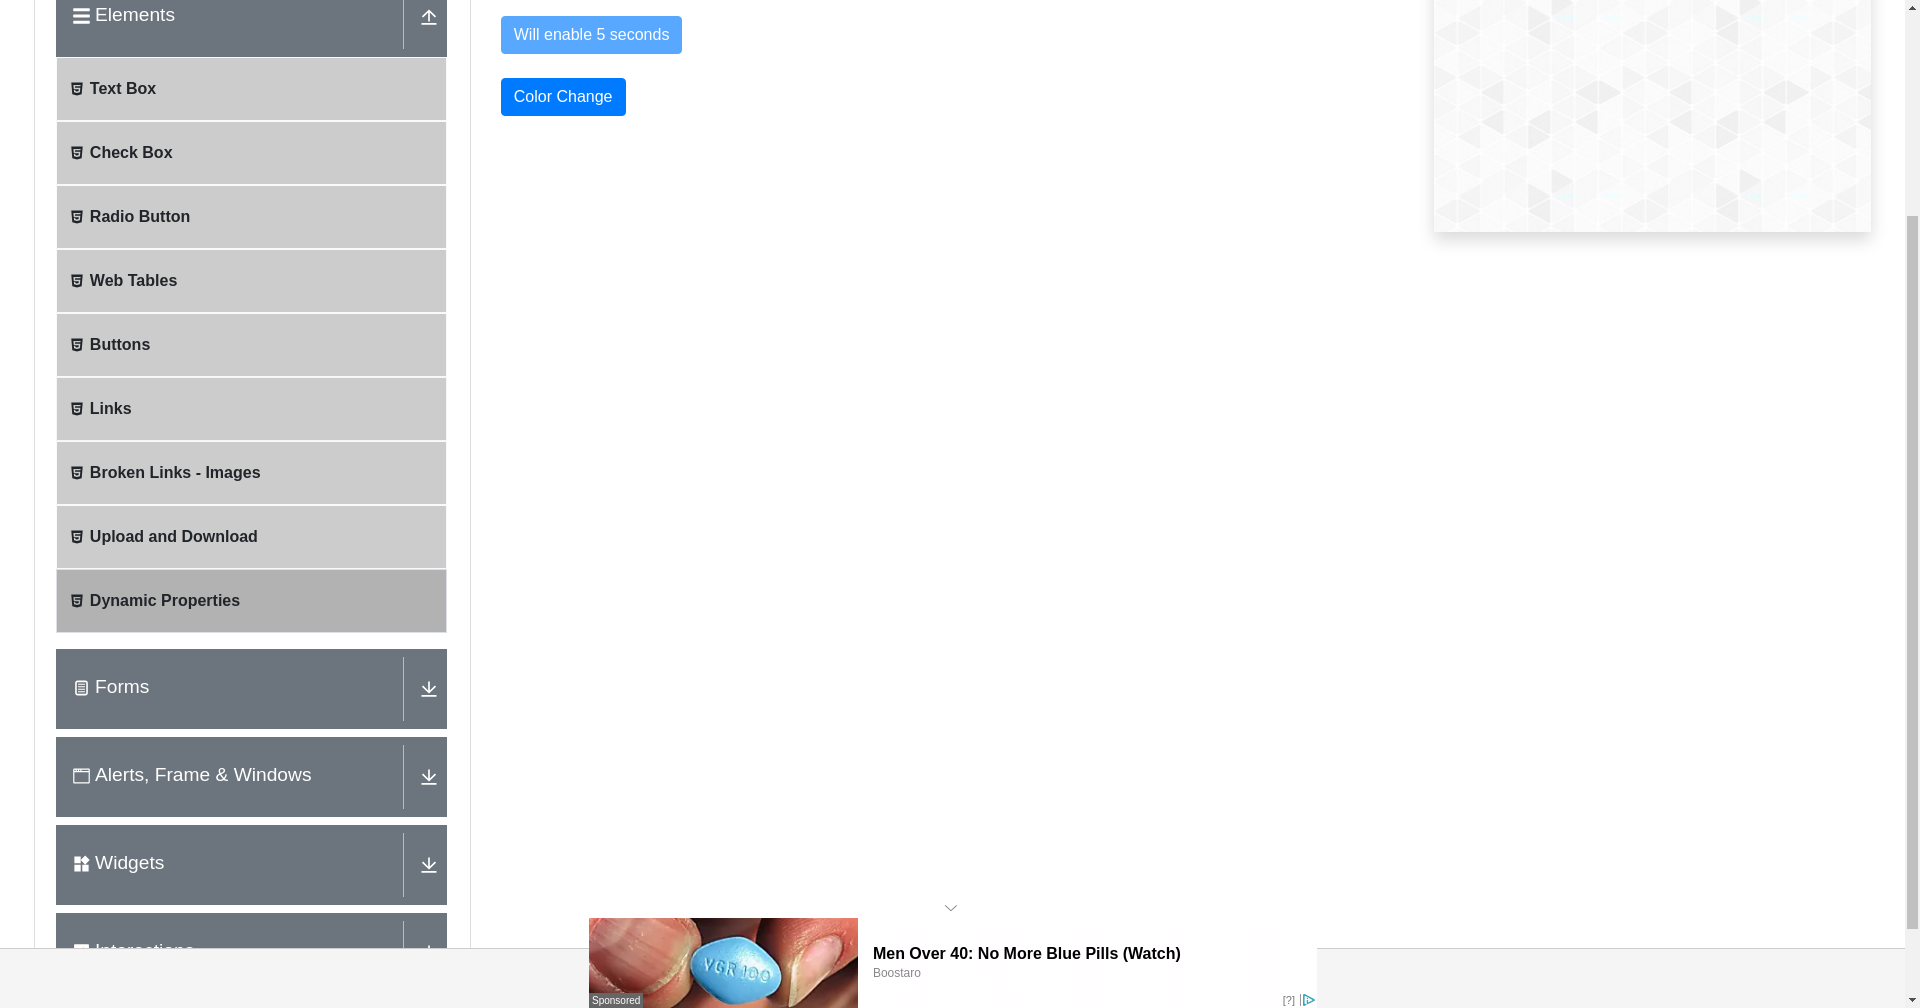 Elements
Text Box
Check Box
Radio Button
Web Tables
Buttons
Links
Broken Links - Images
Upload and Download
Dynamic Properties
Forms
Alerts, Frame & Windows
Widgets
Interactions
Will enable 5 seconds
Color Change
VGR 100
Sponsored
Men Over 40: No More Blue Pills (Watch)
Boostaro
[?]